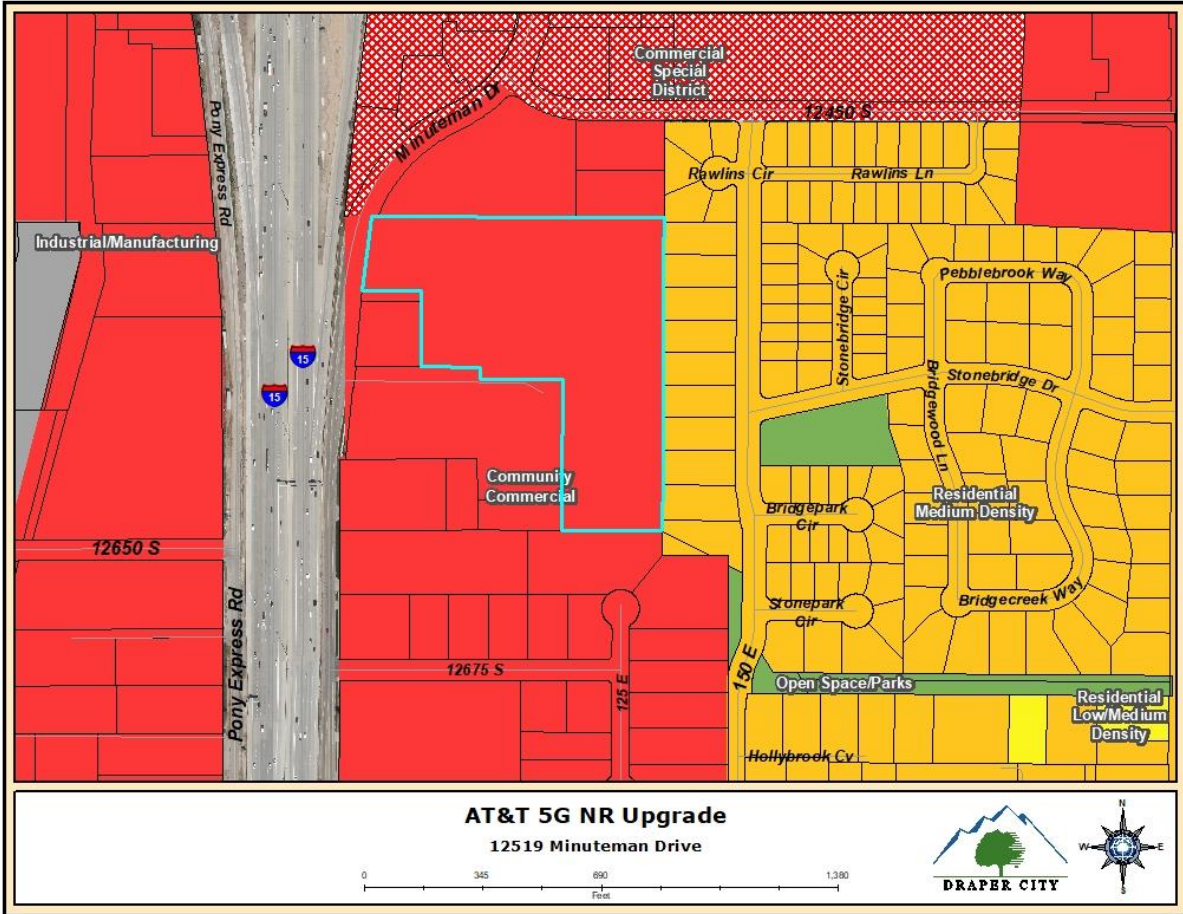 Commercial
Special
District
Minuteman Dr
12450 S
Pony Express Rd
Rawlins Cir
Rawlins Ln
Industrial/Manufacturing
Pebblebrook Way
Stonebridge Cir
15
15
Bridgewood Ln
Stonebridge Dr
Community
Commercial
Residential
Medium Density
Bridgepark
Cir
12650 S
Stonepark
Cir
Bridgecreek Way
Pony Express Rd
12675 S
125 E
150 E
Open Space/Parks
Residential
Low/Medium
Density
Hollybrook Cv
AT&T 5G NR Upgrade
12519 Minuteman Drive
0 345 690 1,380
Feet
DRAPER CITY
N
W E
S